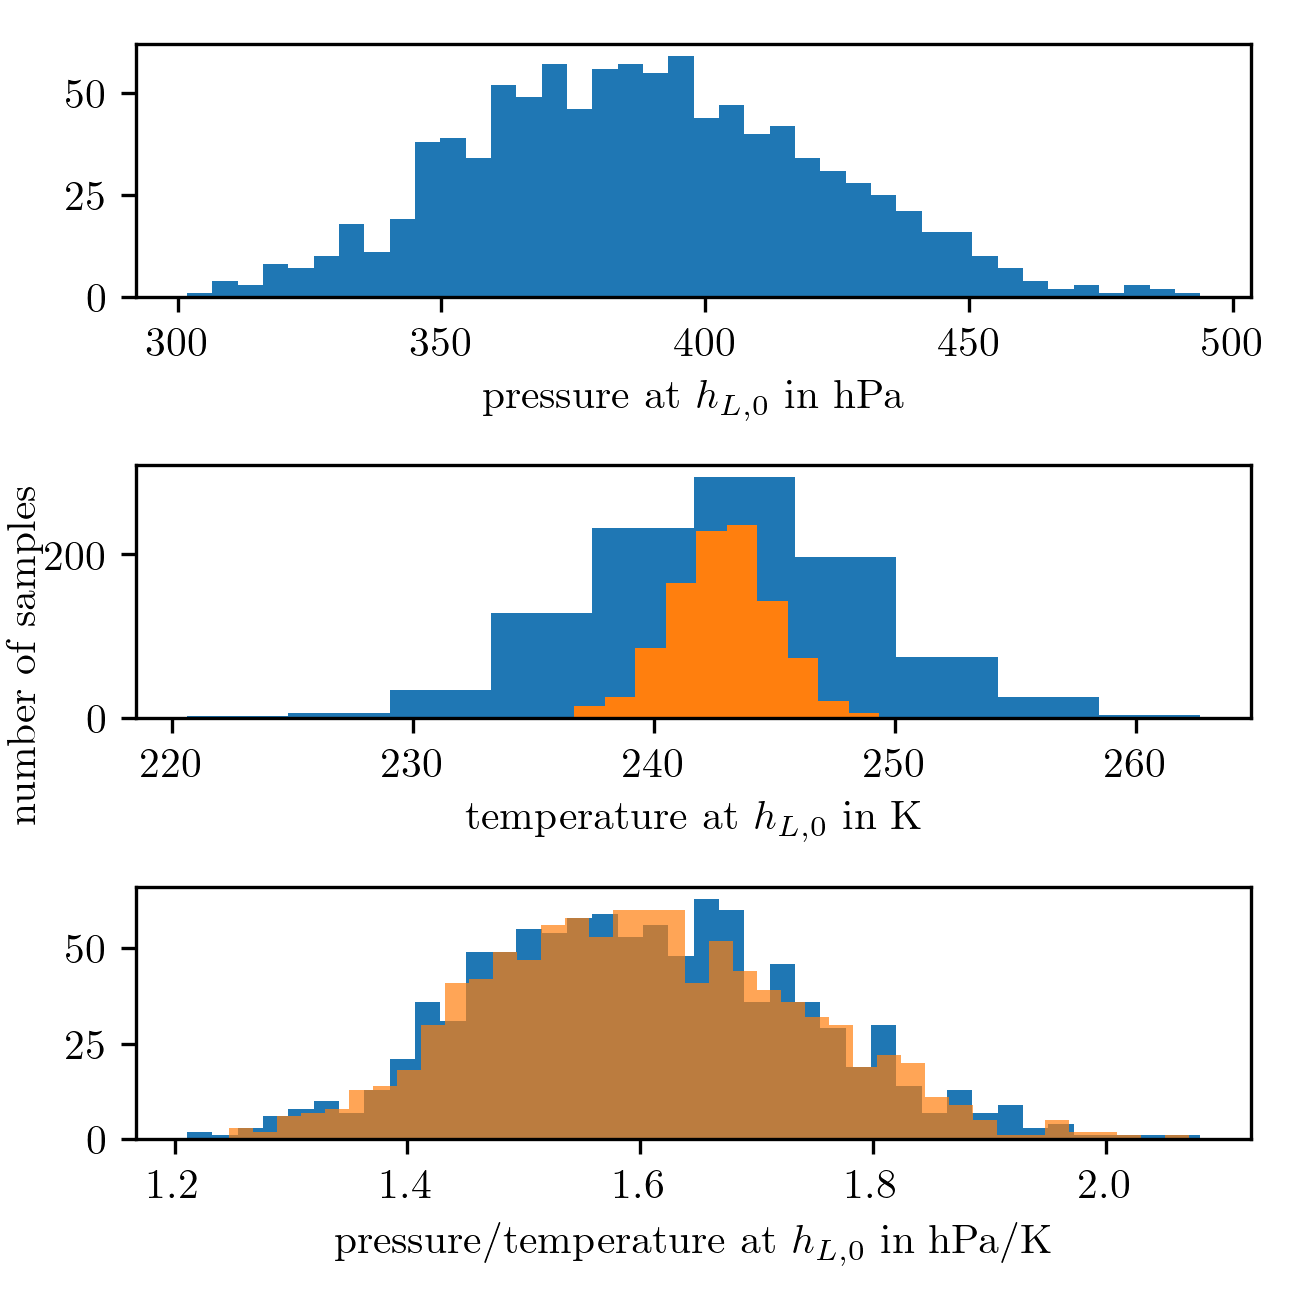 50
25
0
300 350 400 450 500
pressure at h_{L,0} in hPa
number of samples
200
0
220 230 240 250 260
temperature at h_{L,0} in K
50
25
0
1.2 1.4 1.6 1.8 2.0
pressure/temperature at h_{L,0} in hPa/K